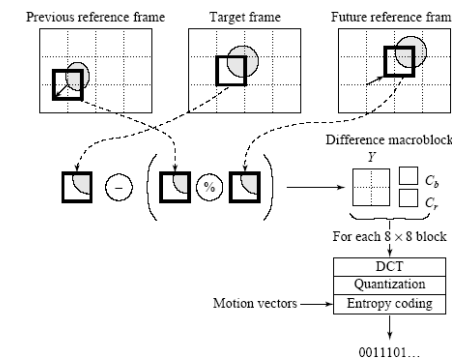 Previous reference frame
Target frame
Future reference fram
Difference macroblock
Y
−
%
C_b
C_r
For each 8 × 8 block
DCT
Quantization
Motion vectors
Entropy coding
0011101…